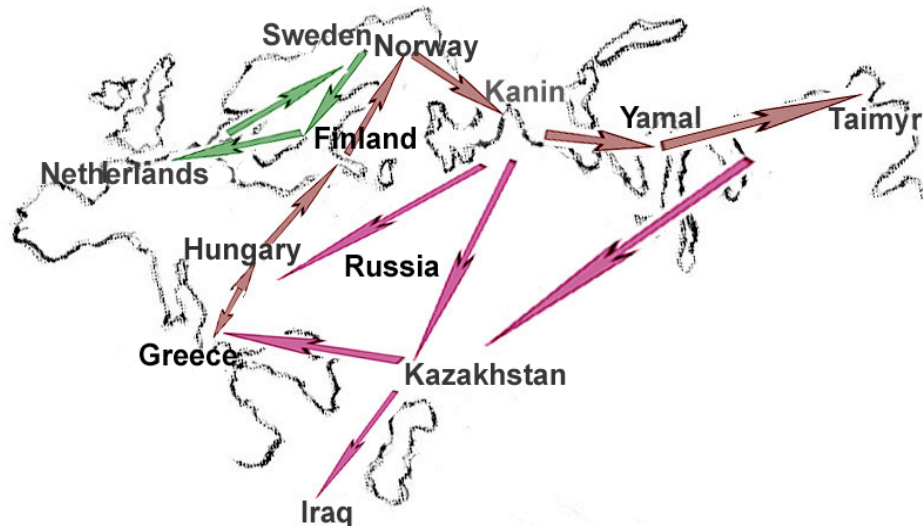 Sweden
Norway
Kanin
Yamal
Taimyr
Finland
Netherlands
Hungary
Russia
Greece
Kazakhstan
Iraq